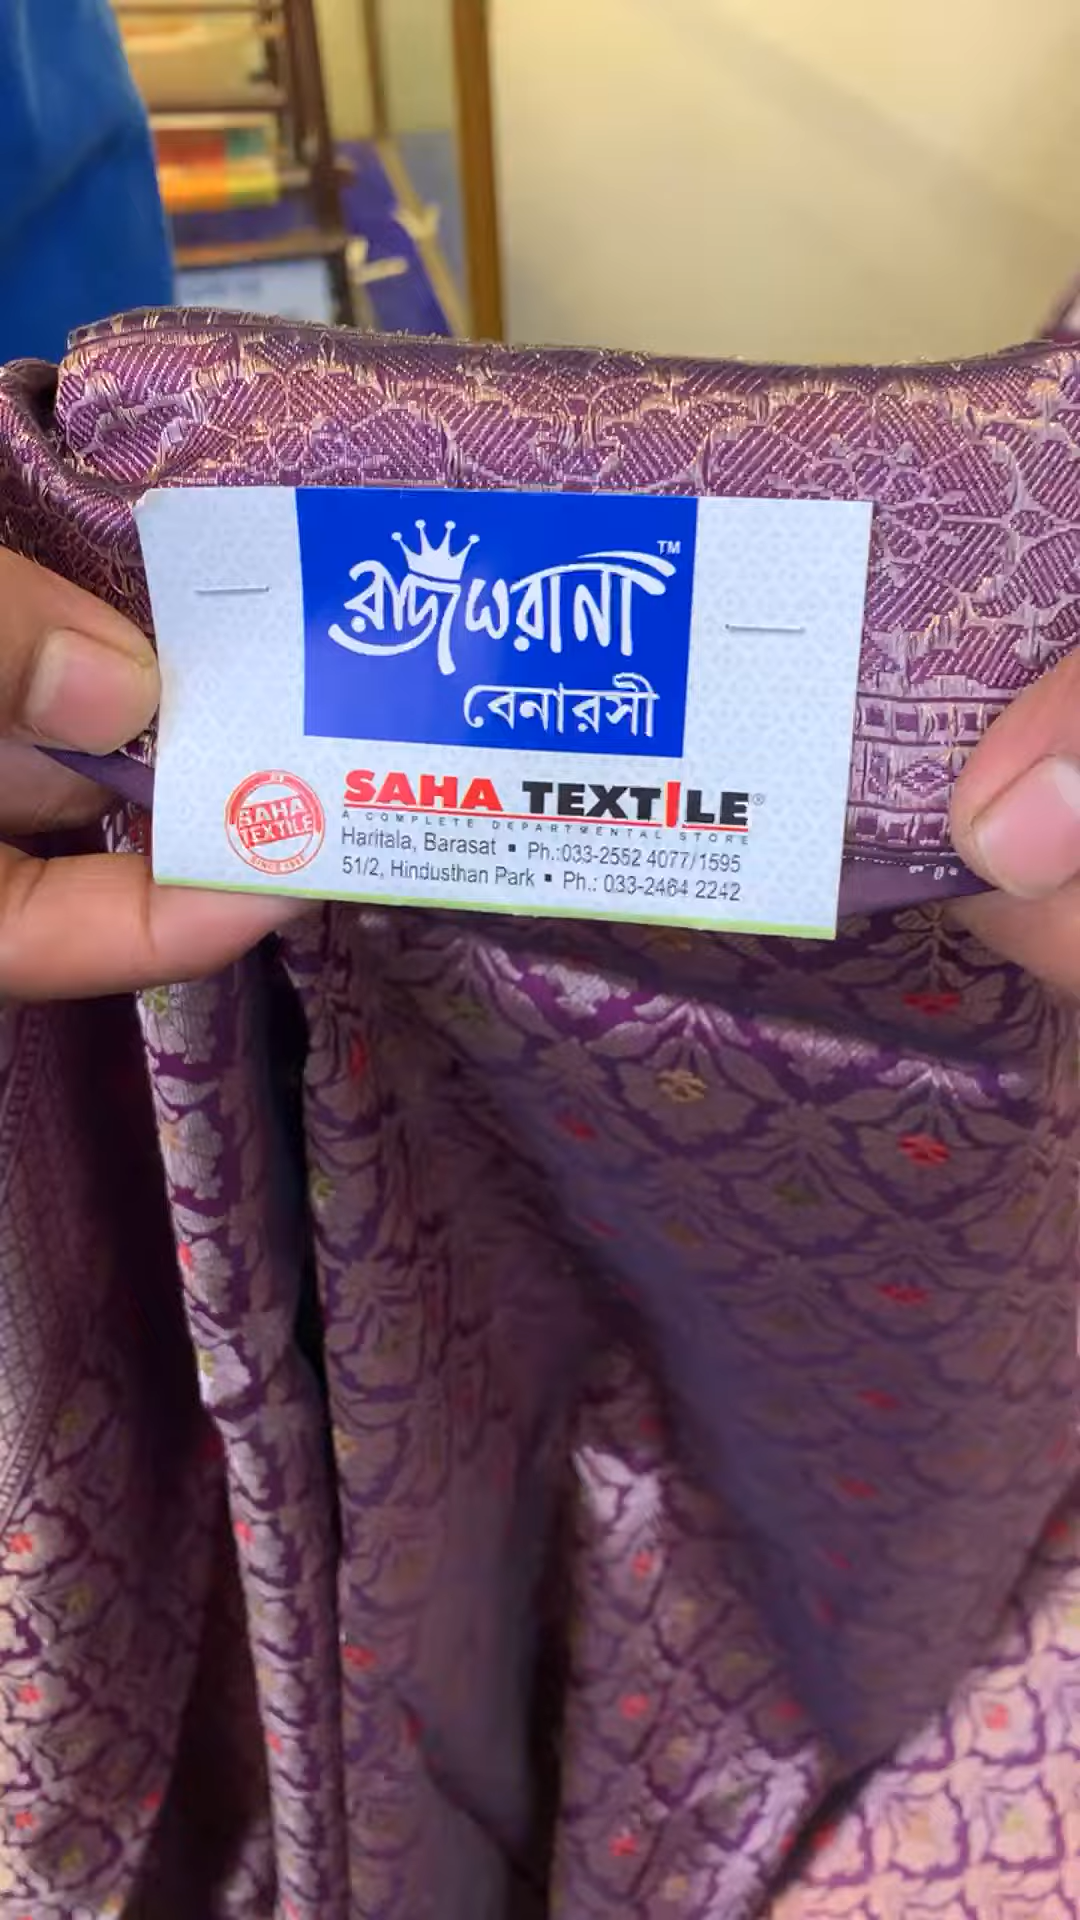 রাজঘরানা TM
বেনারসী
SAHA TEXTILE®
A COMPLETE DEPARTMENTAL STORE
Haritala, Barasat ▪ Ph.:033-2552 4077/1595
51/2, Hindusthan Park ▪ Ph.: 033-2464 2242
SAHA
TEXTILE